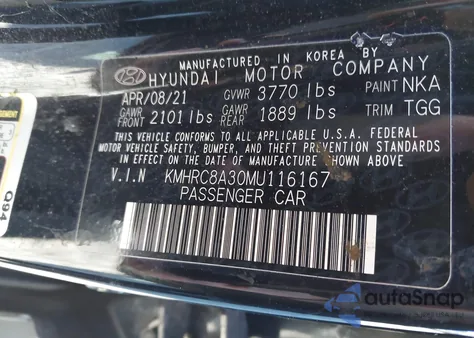 MANUFACTURED IN KOREA BY
HYUNDAI MOTOR COMPANY
APR/08/21 GVWR 3770 lbs PAINT NKA
GAWR FRONT 2101 lbs GAWR REAR 1889 lbs TRIM TGG
THIS VEHICLE CONFORMS TO ALL APPLICABLE U.S.A. FEDERAL
MOTOR VEHICLE SAFETY, BUMPER, AND THEFT PREVENTION
STANDARDS IN EFFECT ON THE DATE OF MANUFACTURE SHOWN
ABOVE.
V.I.N KMHRC8A30MU116167
PASSENGER CAR
Q94
autoSnap